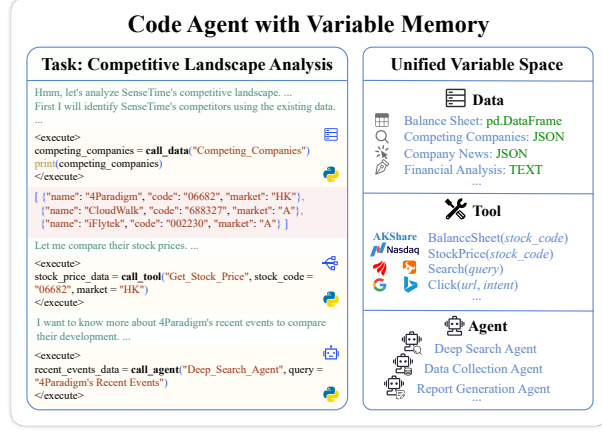 Code Agent with Variable Memory
Task: Competitive Landscape Analysis
Hmm, let's analyze SenseTime's competitive landscape. ...
First I will identify SenseTime's competitors using the existing data.
...
<execute>
competing_companies = call_data("Competing_Companies")
print(competing_companies)
</execute>
[ {"name": "4Paradigm", "code": "06682", "market": "HK"},
{"name": "CloudWalk", "code": "688327", "market": "A"},
{"name": "iFlytek", "code": "002230", "market": "A"} ]
Let me compare their stock prices. ...
<execute>
stock_price_data = call_tool("Get_Stock_Price", stock_code =
"06682", market = "HK")
</execute>
I want to know more about 4Paradigm's recent events to compare
their development. ...
<execute>
recent_events_data = call_agent("Deep_Search_Agent", query =
"4Paradigm's Recent Events")
</execute>
Unified Variable Space
Data
Balance Sheet: pd.DataFrame
Competing Companies: JSON
Company News: JSON
Financial Analysis: TEXT
...
Tool
AKShare BalanceSheet(stock_code)
Nasdaq StockPrice(stock_code)
Search(query)
Click(url, intent)
...
Agent
Deep Search Agent
Data Collection Agent
Report Generation Agent
...